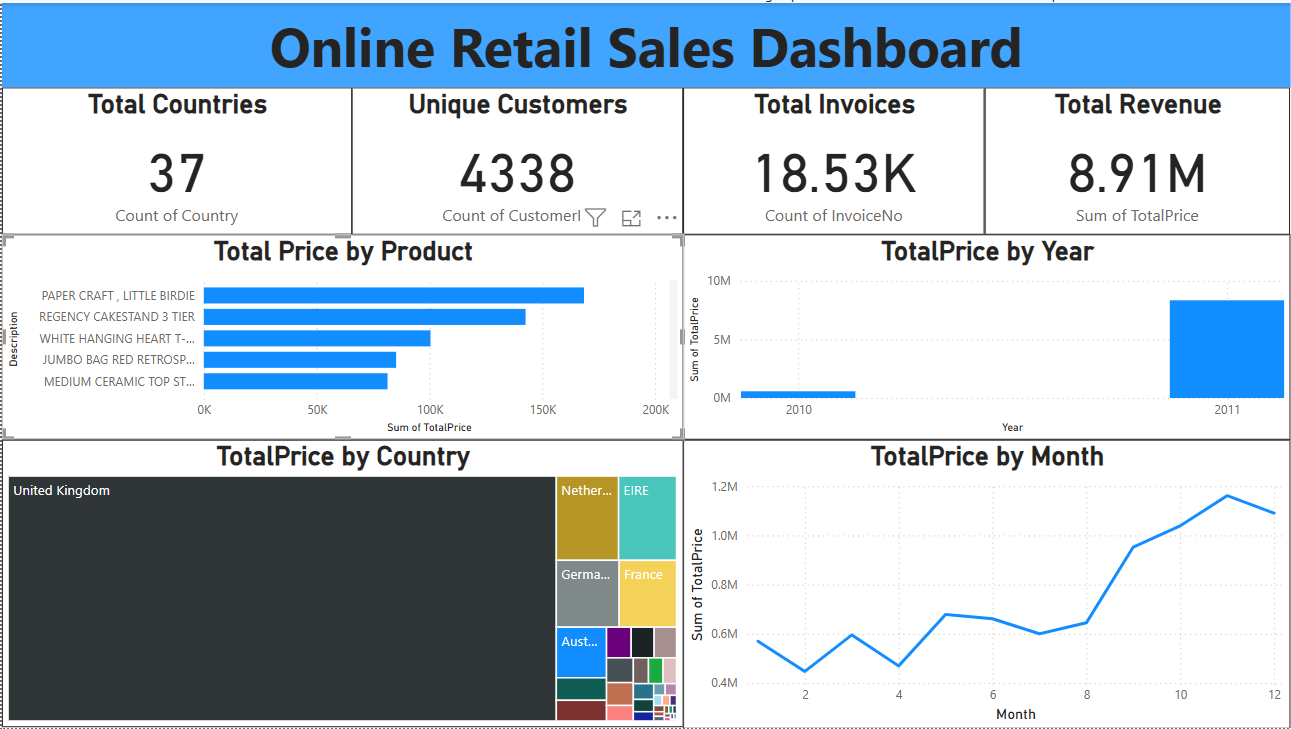 Online Retail Sales Dashboard
Total Countries
37
Count of Country
Unique Customers
4338
Count of CustomerI
Total Invoices
18.53K
Count of InvoiceNo
Total Revenue
8.91M
Sum of TotalPrice
Total Price by Product
Description
PAPER CRAFT , LITTLE BIRDIE
REGENCY CAKESTAND 3 TIER
WHITE HANGING HEART T-...
JUMBO BAG RED RETROSP...
MEDIUM CERAMIC TOP ST...
0K 50K 100K 150K 200K
Sum of TotalPrice
TotalPrice by Year
Sum of TotalPrice
10M
5M
0M
2010 2011
Year
TotalPrice by Country
United Kingdom
Nether...
EIRE
Germa...
France
Aust...
TotalPrice by Month
Sum of TotalPrice
1.2M
1.0M
0.8M
0.6M
0.4M
2 4 6 8 10 12
Month